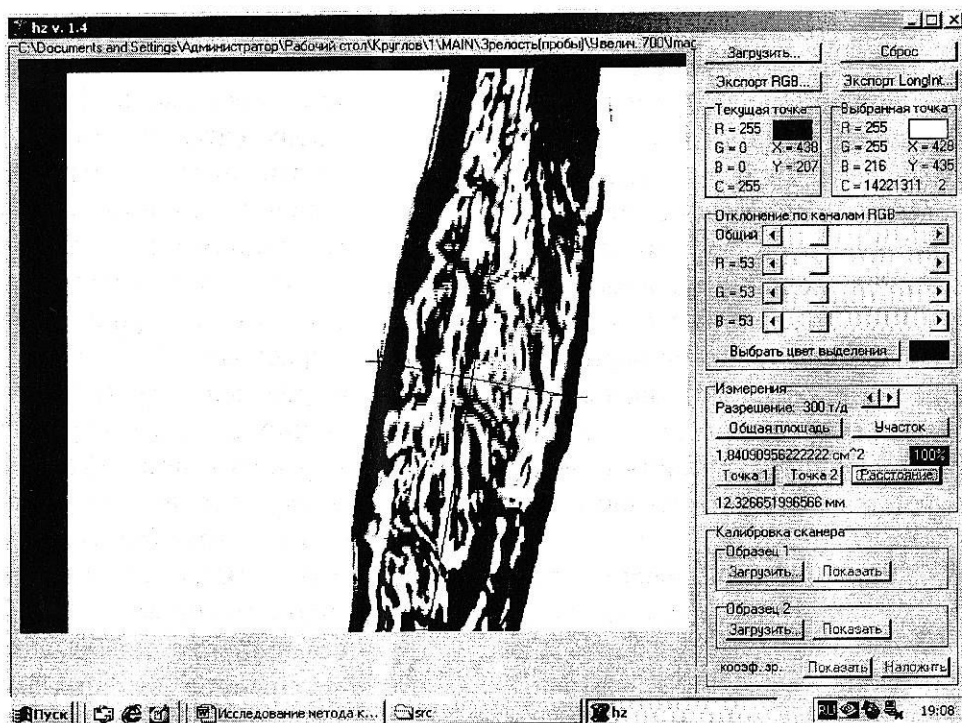 hz v. 1.4
C:\Documents and Settings\Администратор\Рабочий стол\Круглов\1\MAIN\Зрелость(пробы)\Увелич. 700\Imag
Загрузить... Сброс
Экспорт RGB... Экспорт LongInt...
Текущая точка
R = 255
G = 0 X = 438
B = 0 Y = 207
C = 255
Выбранная точка
R = 255
G = 255 X = 428
B = 216 Y = 435
C = 14221311 2
Отклонение по каналам RGB
Общий
R = 53
G = 53
B = 53
Выбрать цвет выделения
Измерения
Разрешение: 300 т/д
Общая площадь Участок
1,84090956222222 см^2 100%
Точка 1 Точка 2 Расстояние
12,326651996566 мм
Калибровка сканера
Образец 1
Загрузить... Показать
Образец 2
Загрузить... Показать
коэф. зр. Показать Наложить
Пуск Исследование метода к... src hz RU 19:08